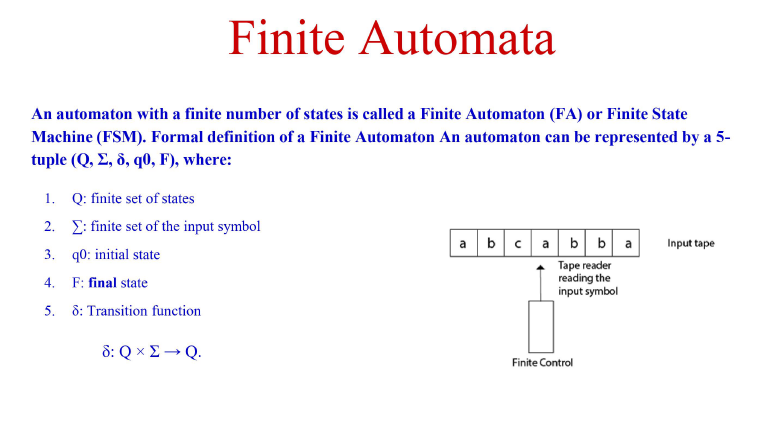 Finite Automata
An automaton with a finite number of states is called a Finite Automaton (FA) or Finite State
Machine (FSM). Formal definition of a Finite Automaton An automaton can be represented by a 5-
tuple (Q, Σ, δ, q0, F), where:
1. Q: finite set of states
2. ∑: finite set of the input symbol
3. q0: initial state
4. F: final state
5. δ: Transition function
δ: Q × Σ → Q.
a b c a b b a Input tape
Tape reader
reading the
input symbol
Finite Control